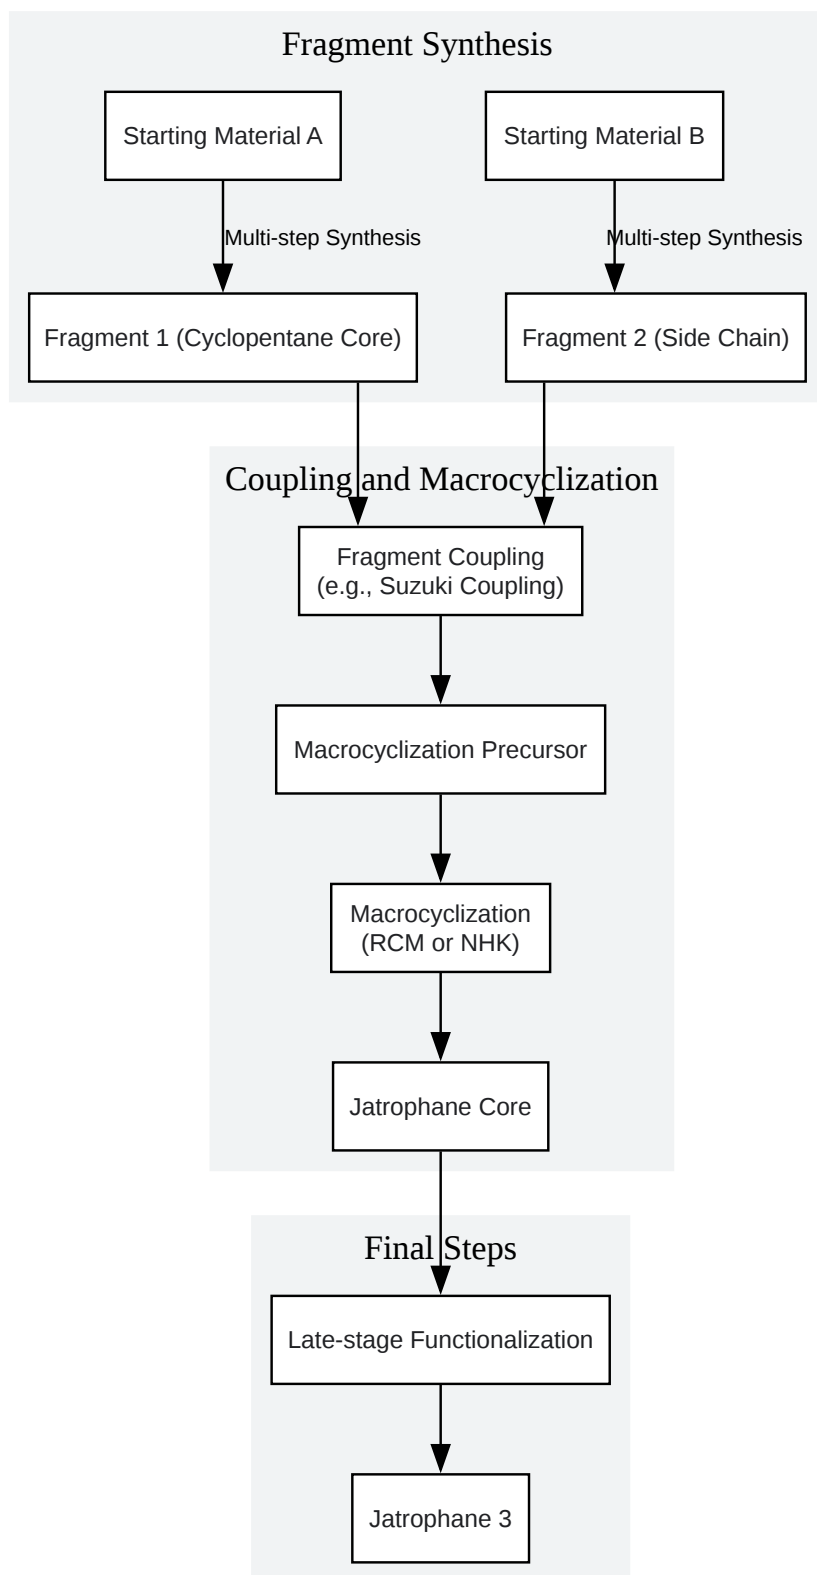 Fragment Synthesis
Starting Material A
Starting Material B
Multi-step Synthesis
Multi-step Synthesis
Fragment 1 (Cyclopentane Core)
Fragment 2 (Side Chain)
Coupling and Macrocyclization
Fragment Coupling
(e.g., Suzuki Coupling)
Macrocyclization Precursor
Macrocyclization
(RCM or NHK)
Jatrophane Core
Final Steps
Late-stage Functionalization
Jatrophane 3